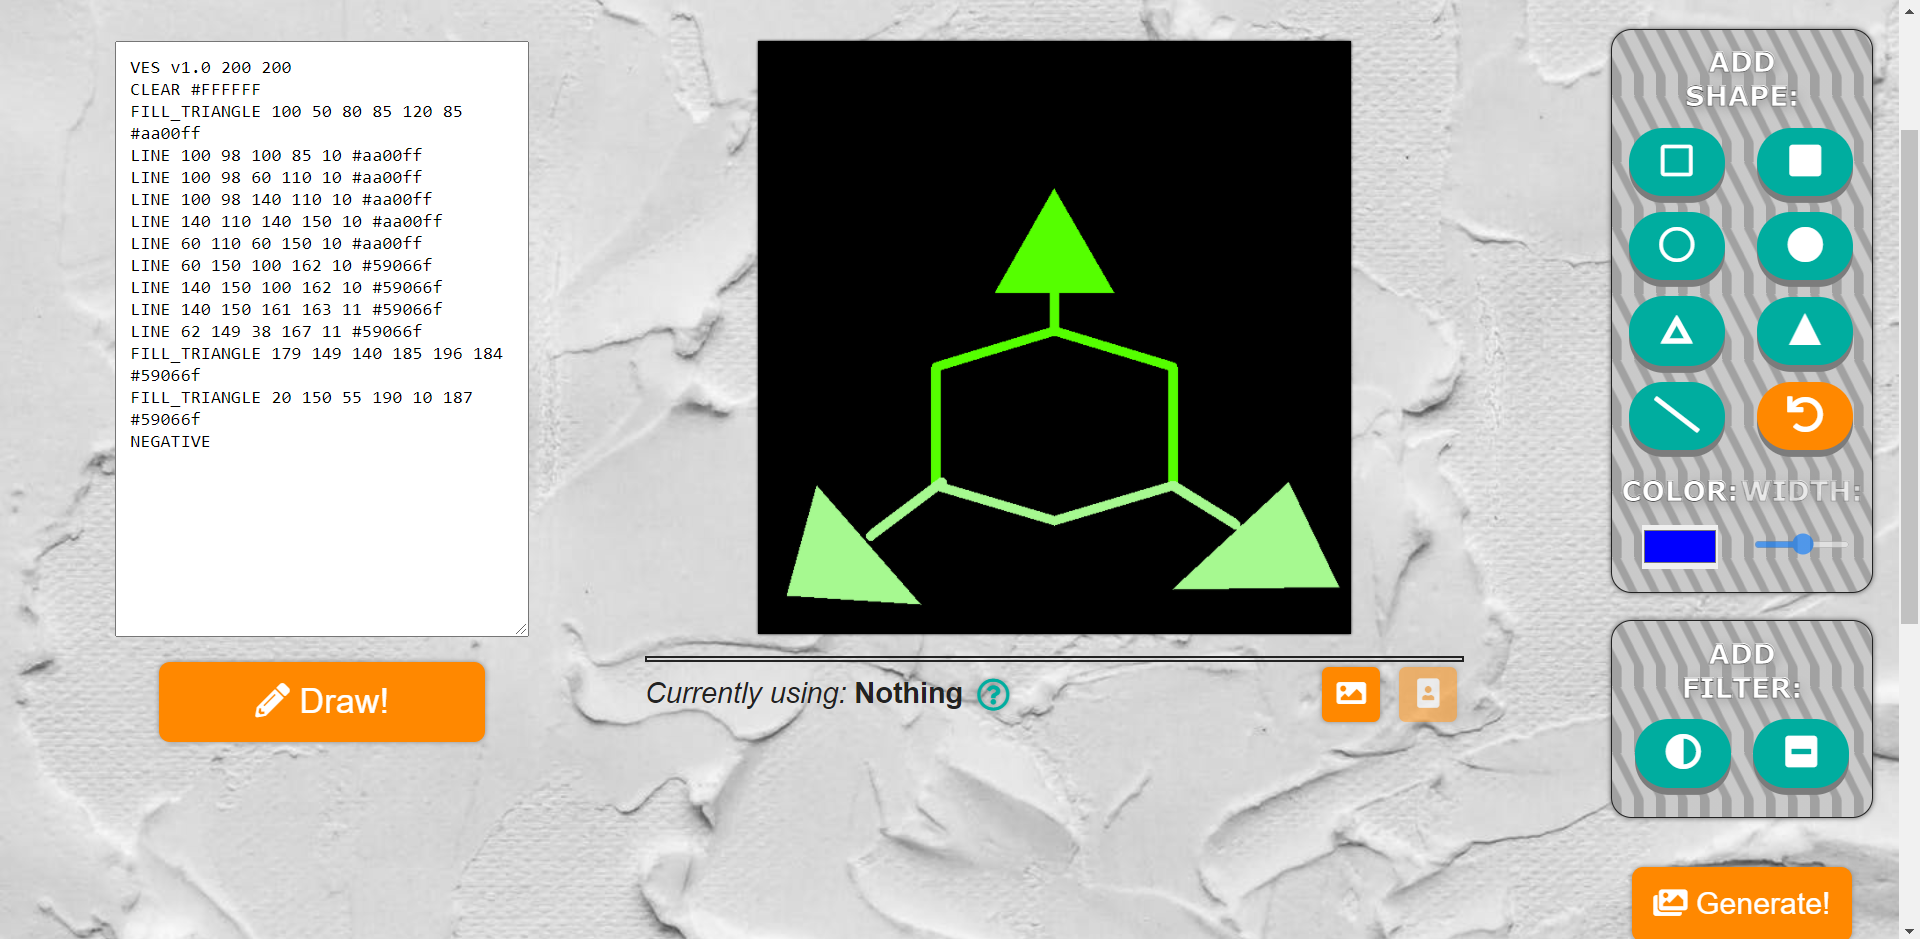 VES v1.0 200 200
CLEAR #FFFFFF
FILL_TRIANGLE 100 50 80 85 120 85
#aa00ff
LINE 100 98 100 85 10 #aa00ff
LINE 100 98 60 110 10 #aa00ff
LINE 100 98 140 110 10 #aa00ff
LINE 140 110 140 150 10 #aa00ff
LINE 60 110 60 150 10 #aa00ff
LINE 60 150 100 162 10 #59066f
LINE 140 150 100 162 10 #59066f
LINE 140 150 161 163 11 #59066f
LINE 62 149 38 167 11 #59066f
FILL_TRIANGLE 179 149 140 185 196 184
#59066f
FILL_TRIANGLE 20 150 55 190 10 187
#59066f
NEGATIVE
Draw!
Currently using: Nothing
ADD
SHAPE:
COLOR: WIDTH:
ADD
FILTER:
Generate!